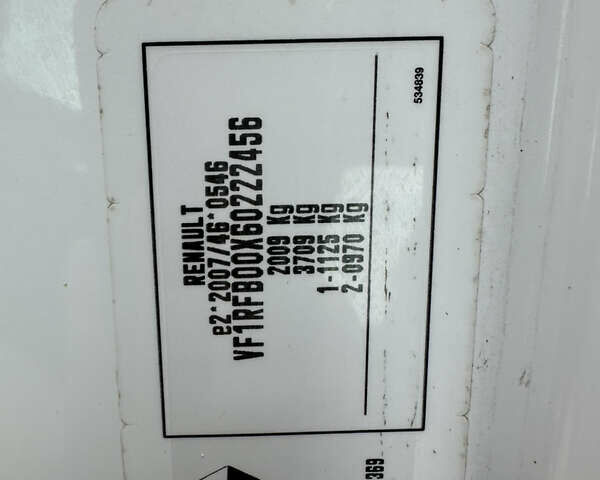 RENAULT
e2*2007/46*0546
VF1RFB00X60222456
2009 Kg
3709 Kg
1-1125 Kg
2-0970 Kg
534839
369